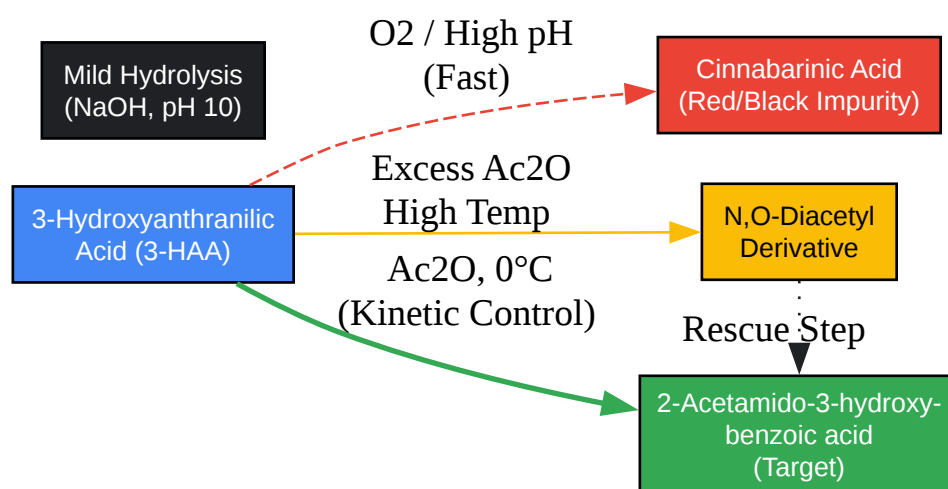 Mild Hydrolysis
(NaOH, pH 10)
O2 / High pH
(Fast)
Cinnabarinic Acid
(Red/Black Impurity)
3-Hydroxyanthranilic
Acid (3-HAA)
Excess Ac2O
High Temp
N,O-Diacetyl
Derivative
Ac2O, 0°C
(Kinetic Control)
Rescue Step
2-Acetamido-3-hydroxy-
benzoic acid
(Target)